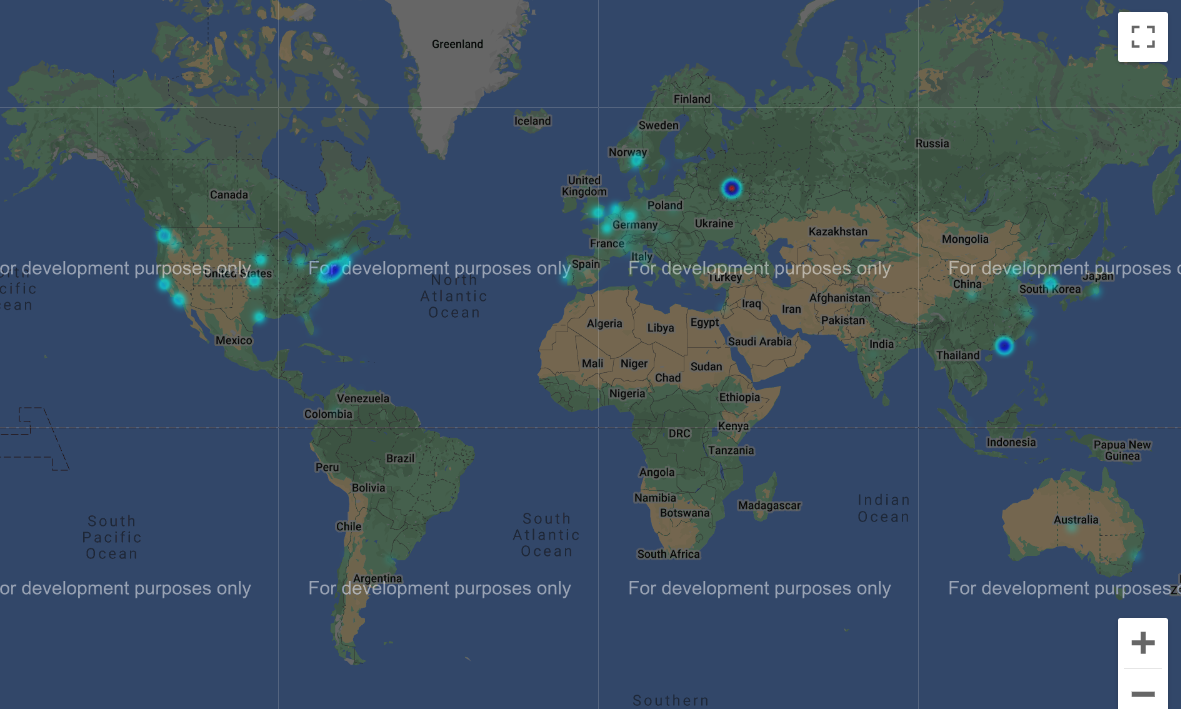 Greenland
Finland
Iceland
Sweden
Russia
Norway
United
Kingdom
Canada
Poland
Germany
Ukraine
Kazakhstan
Mongolia
France
Italy
Spain
United States
or development purposes only
For development purposes only
For development purposes only
For development purposes o
Turkey
Japan
cific
ean
North
Atlantic
Ocean
China
South Korea
Iraq
Iran
Afghanistan
Pakistan
Algeria
Libya
Egypt
Saudi Arabia
India
Mexico
Thailand
Mali
Niger
Chad
Sudan
Nigeria
Ethiopia
Venezuela
Colombia
DRC
Kenya
Tanzania
Indonesia
Papua New
Guinea
Peru
Brazil
Bolivia
Angola
Namibia
Botswana
Madagascar
Indian
Ocean
South
Pacific
Ocean
Chile
South
Atlantic
Ocean
Australia
South Africa
Argentina
or development purposes only
For development purposes only
For development purposes only
For development purposes
Southern